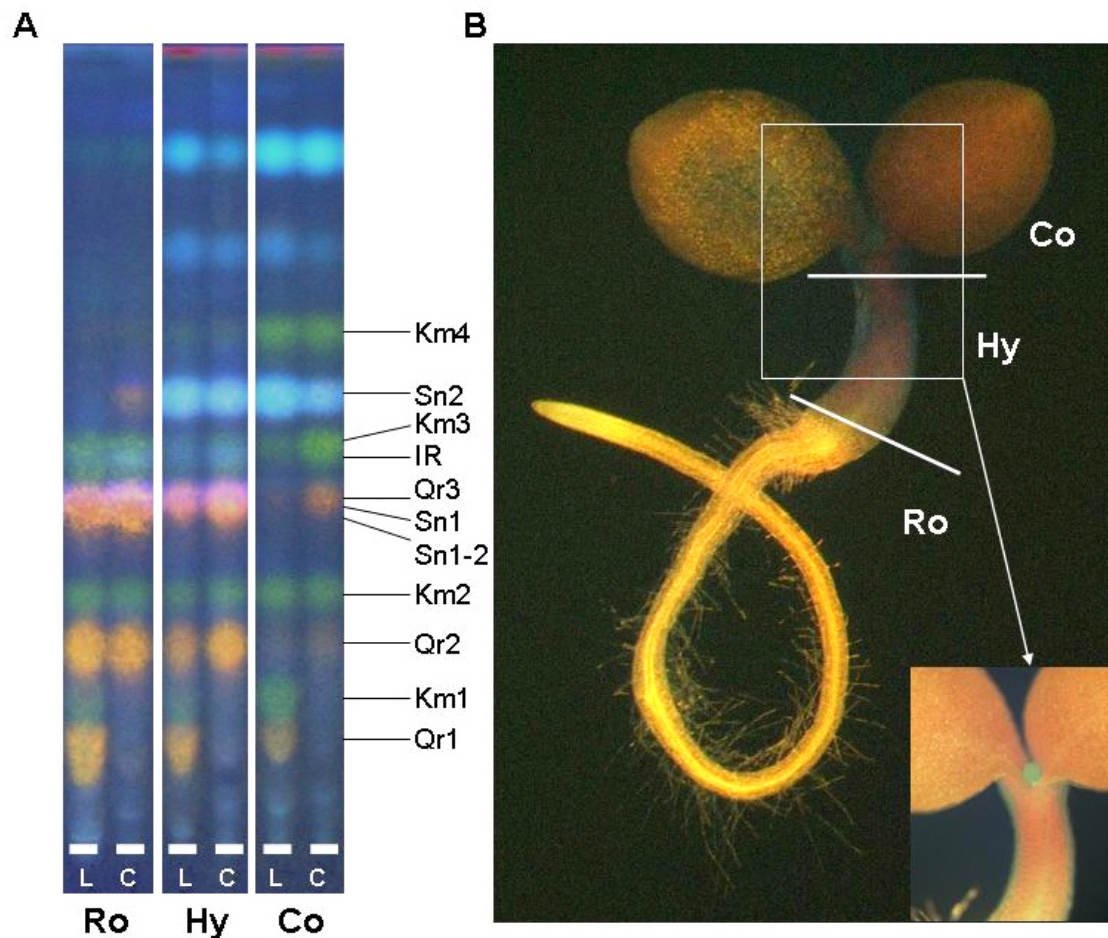 A
Km4
Sn2
Km3
IR
Qr3
Sn1
Sn1-2
Km2
Qr2
Km1
Qr1
L C L C L C
Ro Hy Co
B
Co
Hy
Ro